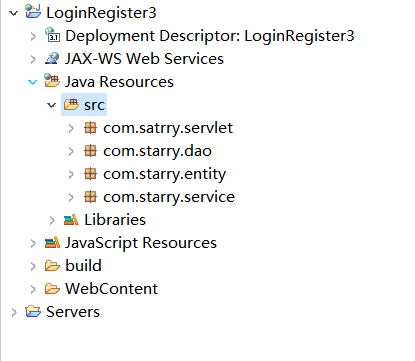 LoginRegister3
Deployment Descriptor: LoginRegister3
JAX-WS Web Services
Java Resources
src
com.satrry.servlet
com.starry.dao
com.starry.entity
com.starry.service
Libraries
JavaScript Resources
build
WebContent
Servers